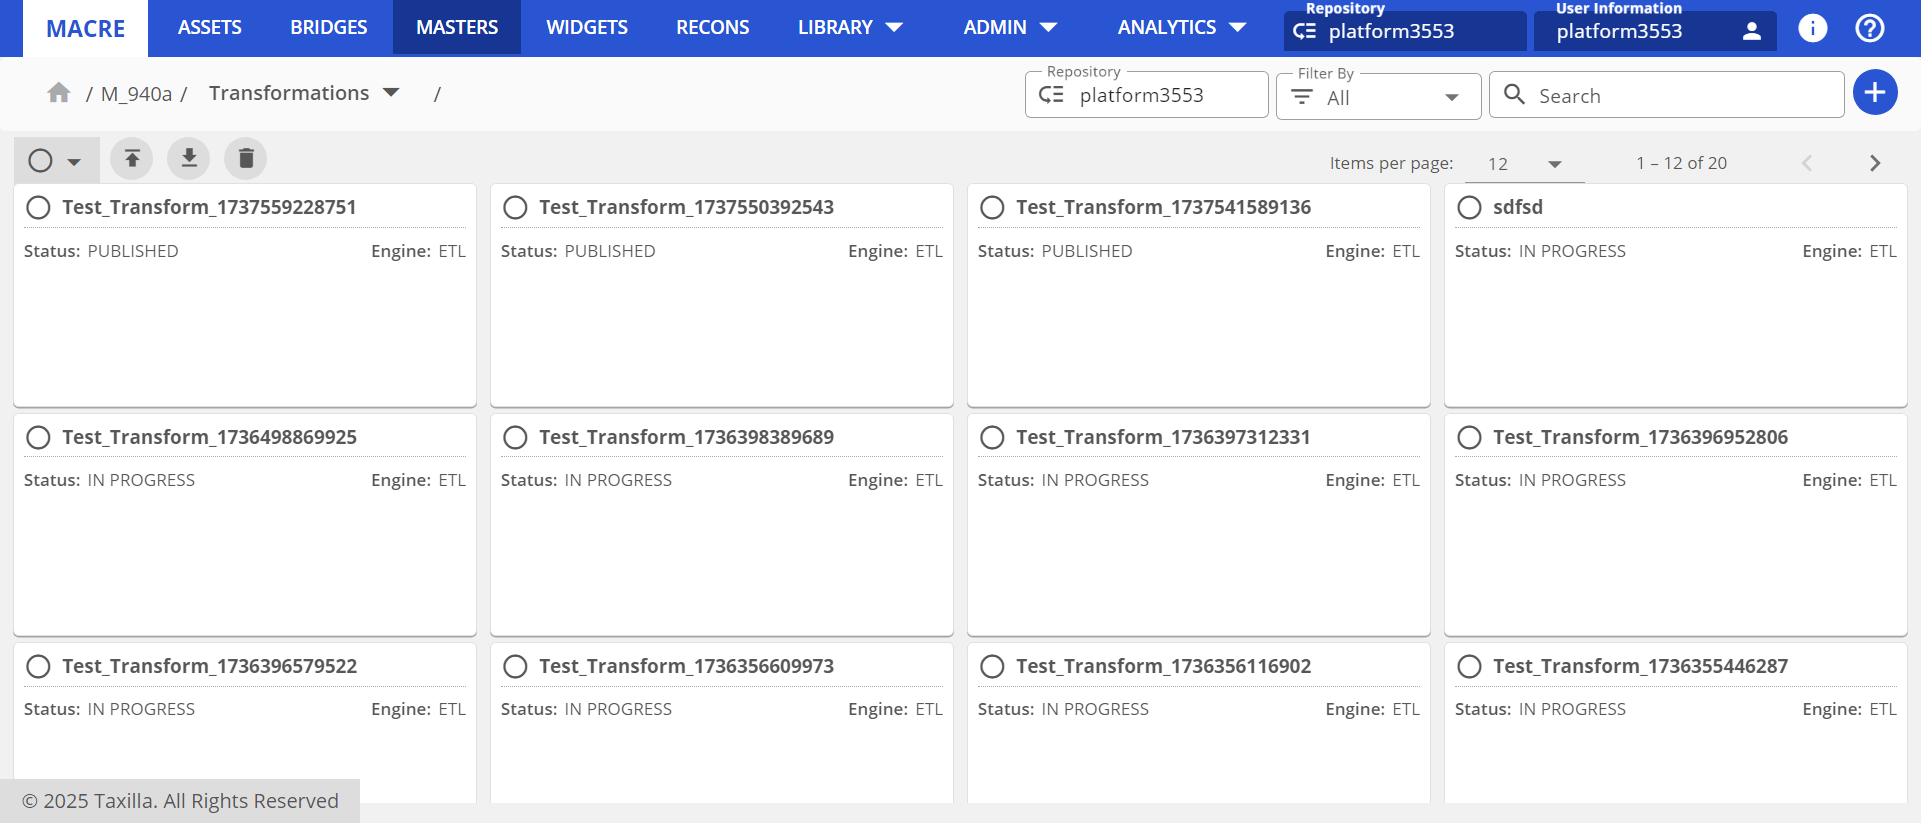 MACRE
ASSETS
BRIDGES
MASTERS
WIDGETS
RECONS
LIBRARY
ADMIN
ANALYTICS
Repository
platform3553
User Information
platform3553
/ M_940a / Transformations /
Repository
platform3553
Filter By
All
Search
Items per page: 12
1 – 12 of 20
Test_Transform_1737559228751
Status: PUBLISHED Engine: ETL
Test_Transform_1737550392543
Status: PUBLISHED Engine: ETL
Test_Transform_1737541589136
Status: PUBLISHED Engine: ETL
sdfsd
Status: IN PROGRESS Engine: ETL
Test_Transform_1736498869925
Status: IN PROGRESS Engine: ETL
Test_Transform_1736398389689
Status: IN PROGRESS Engine: ETL
Test_Transform_1736397312331
Status: IN PROGRESS Engine: ETL
Test_Transform_1736396952806
Status: IN PROGRESS Engine: ETL
Test_Transform_1736396579522
Status: IN PROGRESS Engine: ETL
Test_Transform_1736356609973
Status: IN PROGRESS Engine: ETL
Test_Transform_1736356116902
Status: IN PROGRESS Engine: ETL
Test_Transform_1736355446287
Status: IN PROGRESS Engine: ETL
© 2025 Taxilla. All Rights Reserved